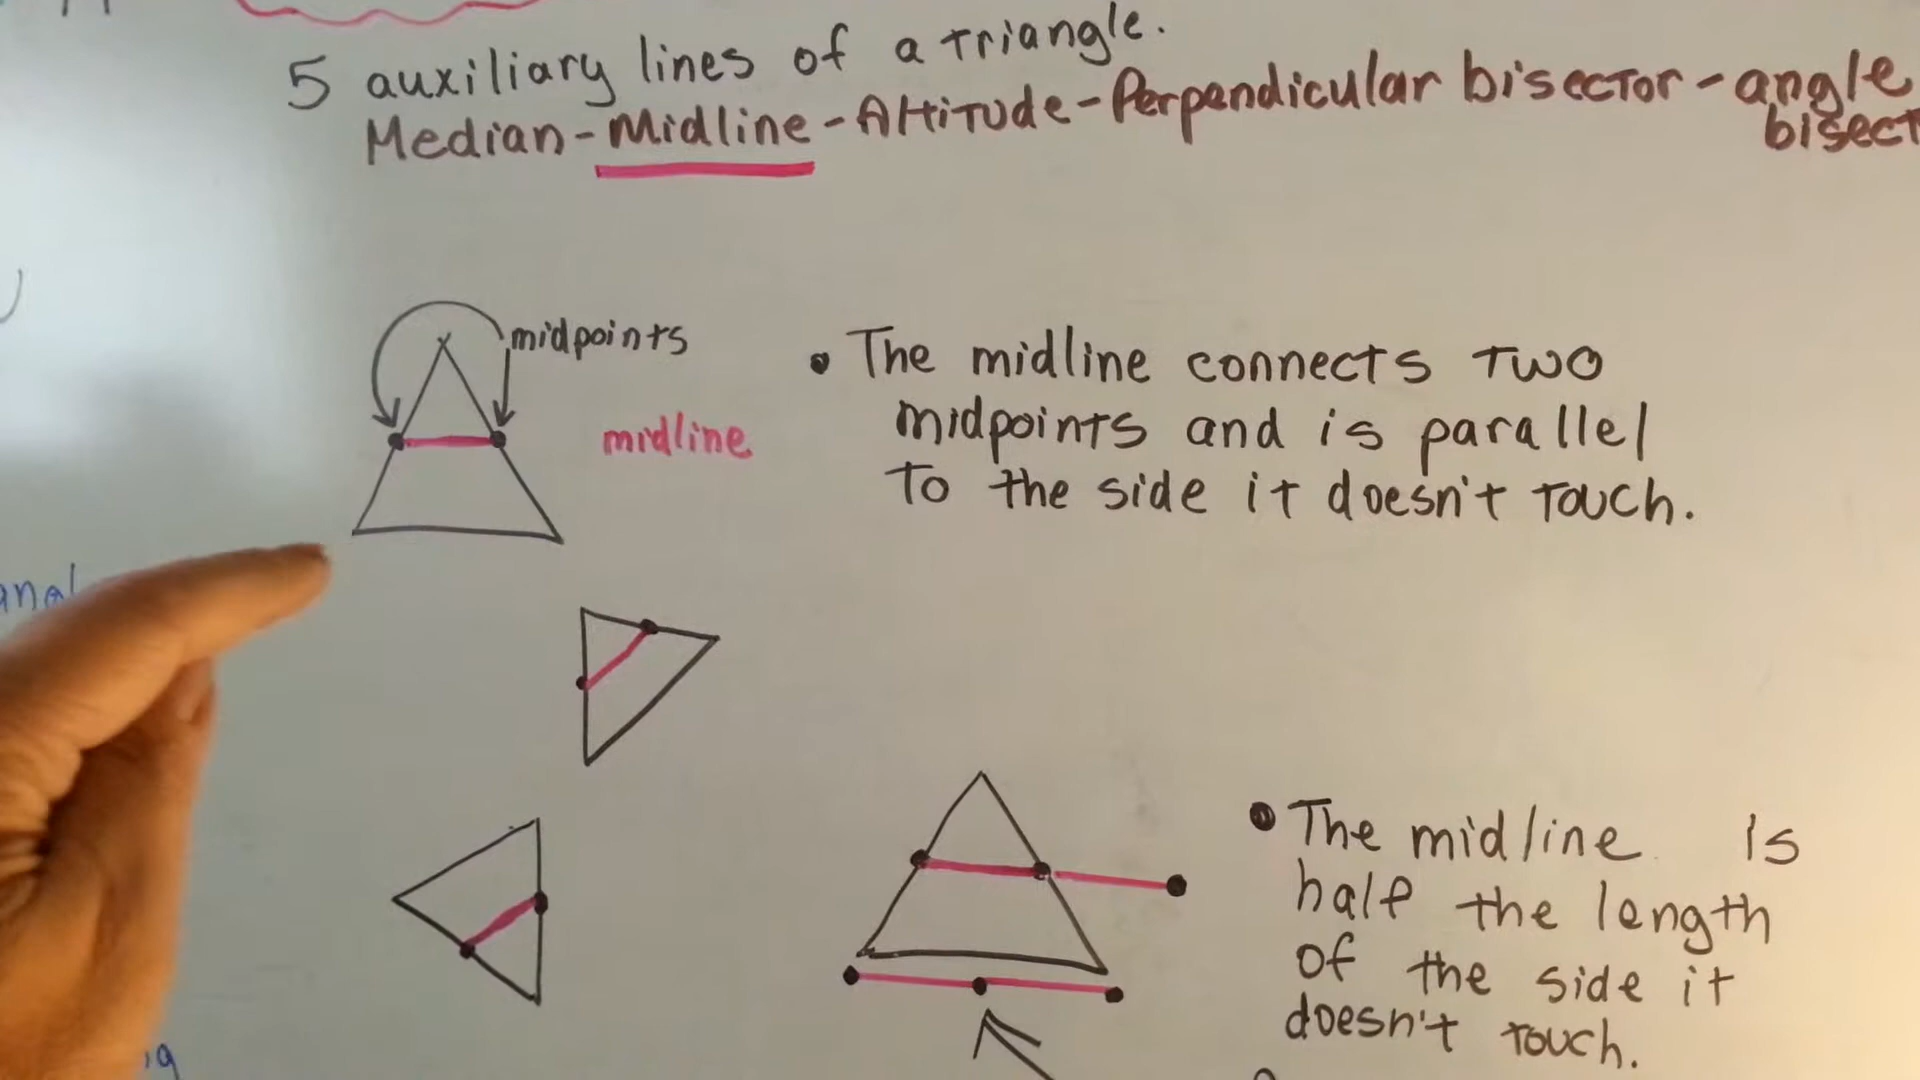 5 auxiliary lines of a triangle.
Median - Midline - Altitude - Perpendicular bisector - angle
bisect
midpoints
midline
• The midline connects two
midpoints and is parallel
to the side it doesn't touch.
• The midline is
half the length
of the side it
doesn't touch.